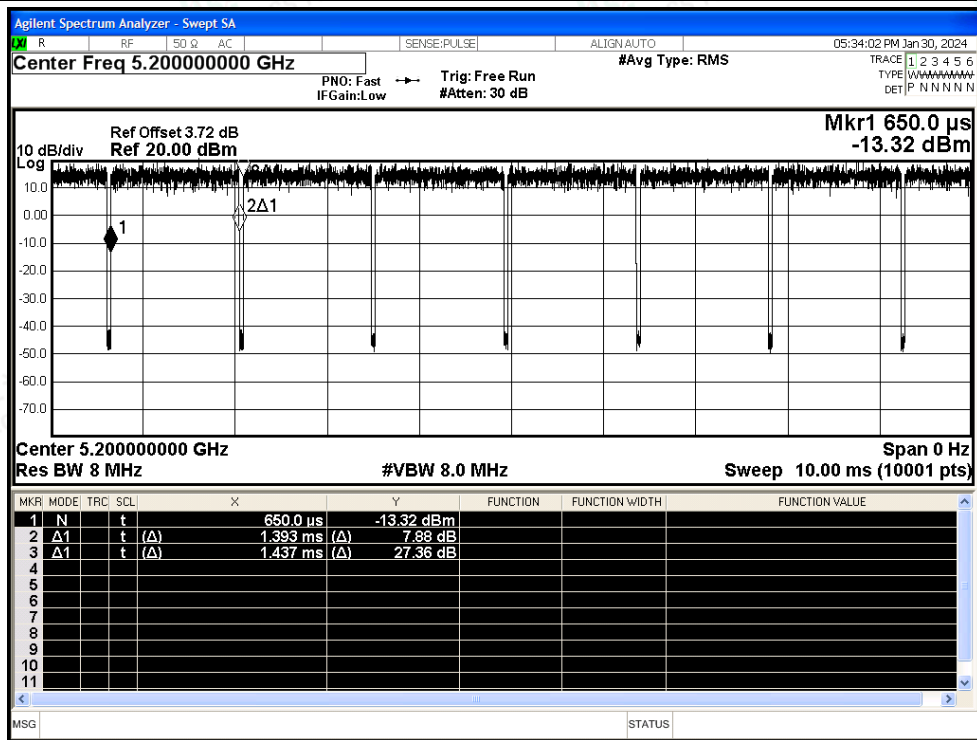 Agilent Spectrum Analyzer - Swept SA
LXI R RF 50 Ω AC SENSE:PULSE ALIGN AUTO 05:34:02 PM Jan 30, 2024
Center Freq 5.200000000 GHz
PNO: Fast
IFGain:Low
Trig: Free Run
#Atten: 30 dB
#Avg Type: RMS
TRACE 1 2 3 4 5 6
TYPE WWWWWW
DET P N N N N N
Ref Offset 3.72 dB
10 dB/div Ref 20.00 dBm
Mkr1 650.0 µs
-13.32 dBm
Log
10.0
0.00
-10.0
-20.0
-30.0
-40.0
-50.0
-60.0
-70.0
1
2Δ1
Center 5.200000000 GHz Span 0 Hz
Res BW 8 MHz #VBW 8.0 MHz Sweep 10.00 ms (10001 pts)
MKR MODE TRC SCL X Y FUNCTION FUNCTION WIDTH FUNCTION VALUE
1 N t 650.0 µs -13.32 dBm
2 Δ1 t (Δ) 1.393 ms (Δ) 7.88 dB
3 Δ1 t (Δ) 1.437 ms (Δ) 27.36 dB
4
5
6
7
8
9
10
11
MSG STATUS